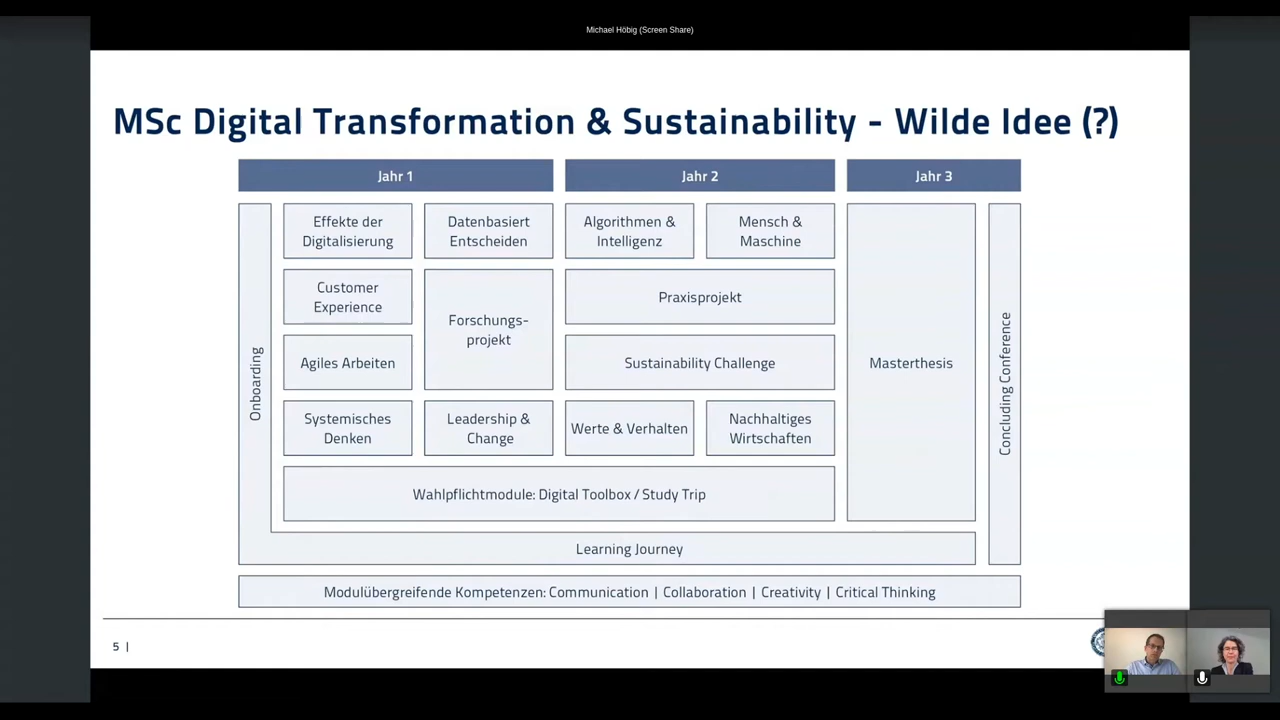 Michael Höbig (Screen Share)
MSc Digital Transformation & Sustainability - Wilde Idee (?)
Jahr 1
Jahr 2
Jahr 3
Onboarding
Effekte der
Digitalisierung
Datenbasiert
Entscheiden
Algorithmen &
Intelligenz
Mensch &
Maschine
Customer
Experience
Forschungs-
projekt
Praxisprojekt
Agiles Arbeiten
Sustainability Challenge
Masterthesis
Concluding Conference
Systemisches
Denken
Leadership &
Change
Werte & Verhalten
Nachhaltiges
Wirtschaften
Wahlpflichtmodule: Digital Toolbox / Study Trip
Learning Journey
Modulübergreifende Kompetenzen: Communication | Collaboration | Creativity | Critical Thinking
5 |